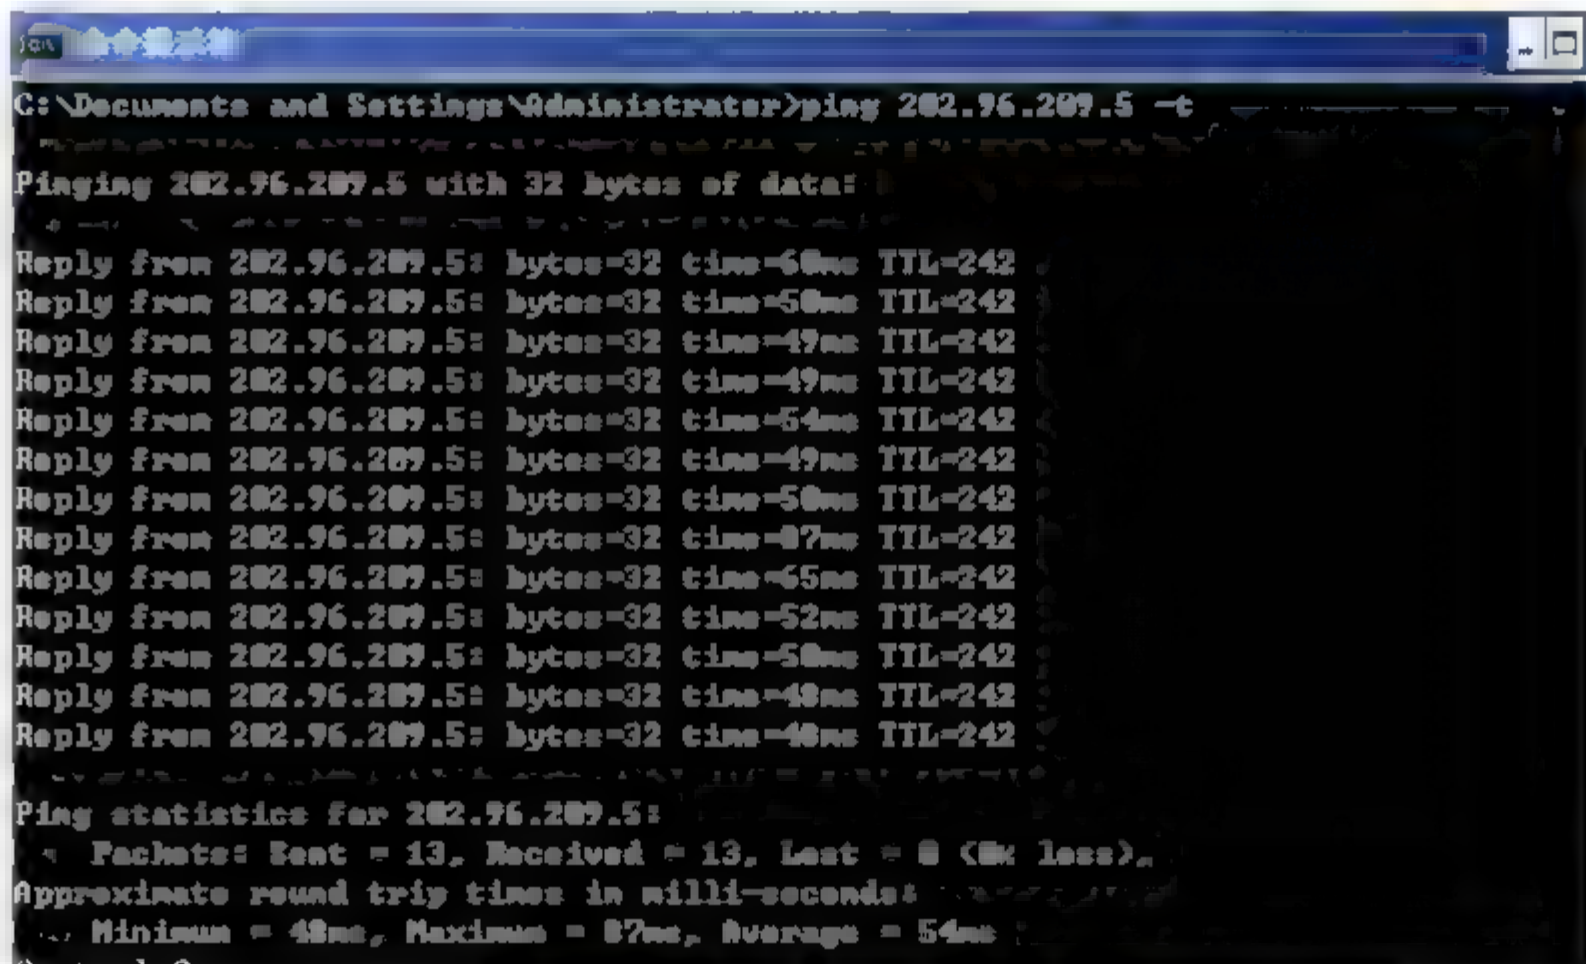 命令提示符
C:\Documents and Settings\Administrator>ping 202.96.209.5 -t
Pinging 202.96.209.5 with 32 bytes of data:
Reply from 202.96.209.5: bytes=32 time=60ms TTL=242
Reply from 202.96.209.5: bytes=32 time=50ms TTL=242
Reply from 202.96.209.5: bytes=32 time=49ms TTL=242
Reply from 202.96.209.5: bytes=32 time=49ms TTL=242
Reply from 202.96.209.5: bytes=32 time=54ms TTL=242
Reply from 202.96.209.5: bytes=32 time=49ms TTL=242
Reply from 202.96.209.5: bytes=32 time=50ms TTL=242
Reply from 202.96.209.5: bytes=32 time=87ms TTL=242
Reply from 202.96.209.5: bytes=32 time=65ms TTL=242
Reply from 202.96.209.5: bytes=32 time=52ms TTL=242
Reply from 202.96.209.5: bytes=32 time=50ms TTL=242
Reply from 202.96.209.5: bytes=32 time=48ms TTL=242
Reply from 202.96.209.5: bytes=32 time=48ms TTL=242
Ping statistics for 202.96.209.5:
Packets: Sent = 13, Received = 13, Lost = 0 (0% loss),
Approximate round trip times in milli-seconds:
Minimum = 48ms, Maximum = 87ms, Average = 54ms